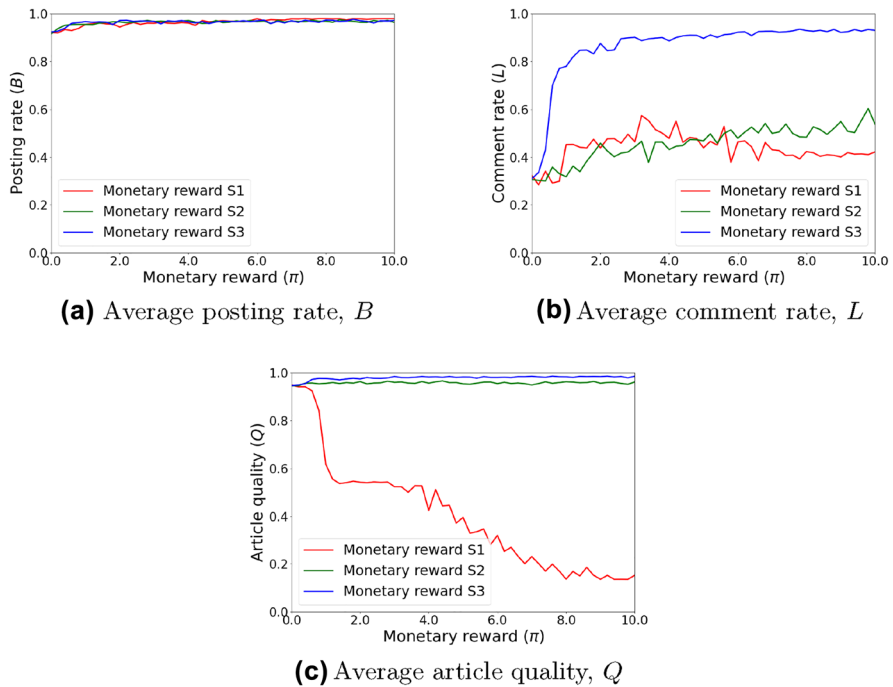 1.0
0.8
0.6
0.4
0.2
0.0
Posting rate (B)
Monetary reward S1
Monetary reward S2
Monetary reward S3
0.0 2.0 4.0 6.0 8.0 10.0
Monetary reward (π)
(a) Average posting rate, B
1.0
0.8
0.6
0.4
0.2
0.0
Comment rate (L)
Monetary reward S1
Monetary reward S2
Monetary reward S3
0.0 2.0 4.0 6.0 8.0 10.0
Monetary reward (π)
(b) Average comment rate, L
1.0
0.8
0.6
0.4
0.2
0.0
Article quality (Q)
Monetary reward S1
Monetary reward S2
Monetary reward S3
0.0 2.0 4.0 6.0 8.0 10.0
Monetary reward (π)
(c) Average article quality, Q